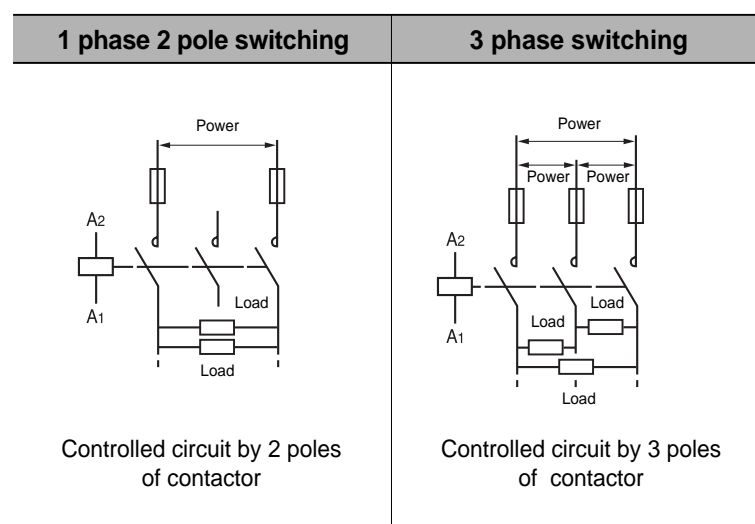 1 phase 2 pole switching
3 phase switching
Power
A2
A1
Load
Load
Controlled circuit by 2 poles
of contactor
Power
Power
Power
A2
A1
Load
Load
Load
Controlled circuit by 3 poles
of contactor